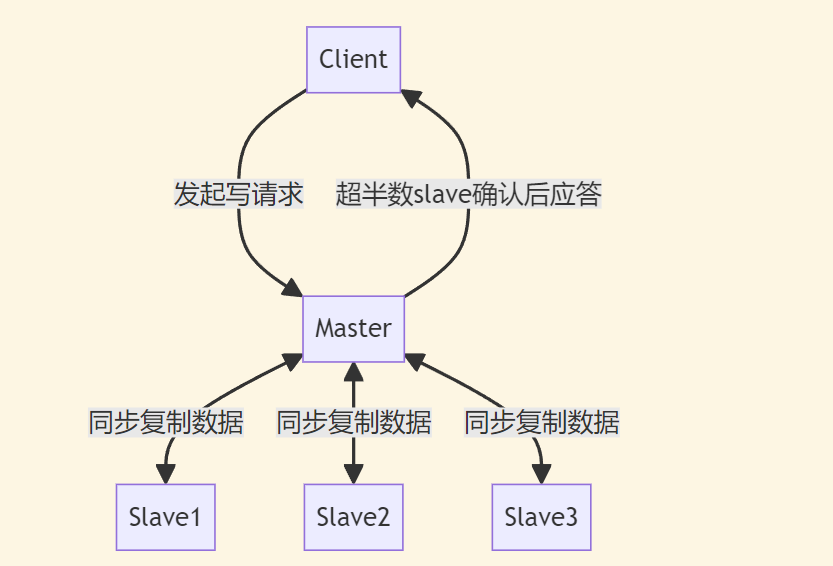 Client
发起写请求
超半数slave确认后应答
Master
同步复制数据
同步复制数据
同步复制数据
Slave1
Slave2
Slave3